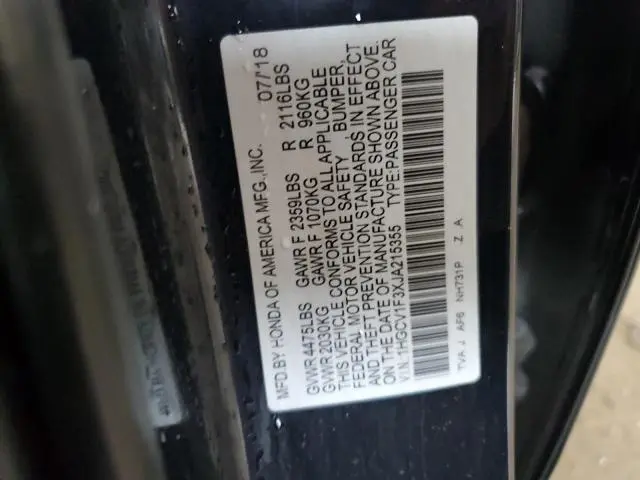 MFD.BY HONDA OF AMERICA MFG.,INC. 07/18
GVWR 4475LBS GAWR F 2359LBS R 2116LBS
GVWR 2030KG GAWR F 1070KG R 960KG
THIS VEHICLE CONFORMS TO ALL APPLICABLE
FEDERAL MOTOR VEHICLE SAFETY, BUMPER,
AND THEFT PREVENTION STANDARDS IN EFFECT
ON THE DATE OF MANUFACTURE SHOWN ABOVE.
V.I.N.:1HGCV1F3XJA215355 TYPE:PASSENGER CAR
TVA J AF6 NH731P Z A